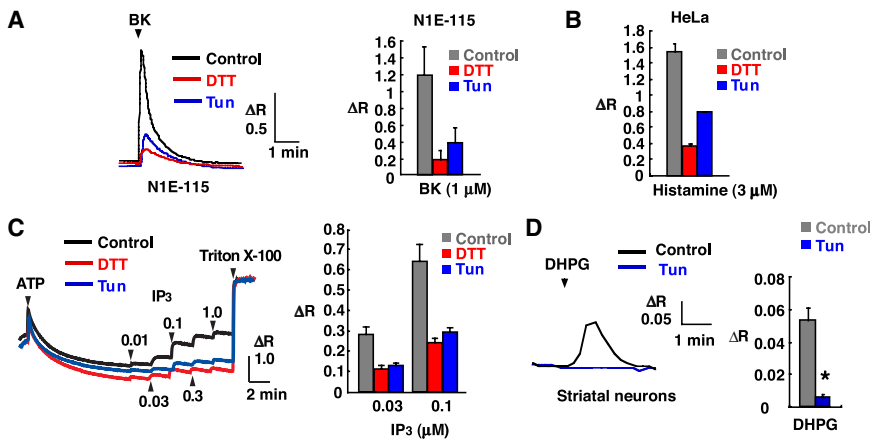 A
BK
Control
DTT
Tun
ΔR
0.5
1 min
N1E-115
N1E-115
ΔR
1.6
1.4
1.2
1
0.8
0.6
0.4
0.2
0
Control
DTT
Tun
BK (1 μM)
B
HeLa
ΔR
1.8
1.6
1.4
1.2
1
0.8
0.6
0.4
0
Control
DTT
Tun
Histamine (3 μM)
C
Control
DTT
Tun
ATP
IP3
Triton X-100
0.01
0.1
1.0
0.03
0.3
ΔR
1.0
2 min
ΔR
0.8
0.7
0.6
0.5
0.4
0.3
0.2
0.1
0
Control
DTT
Tun
0.03
0.1
IP3 (μM)
D
Control
Tun
DHPG
ΔR
0.05
1 min
Striatal neurons
Control
Tun
ΔR
0.08
0.06
0.04
0.02
0
*
DHPG